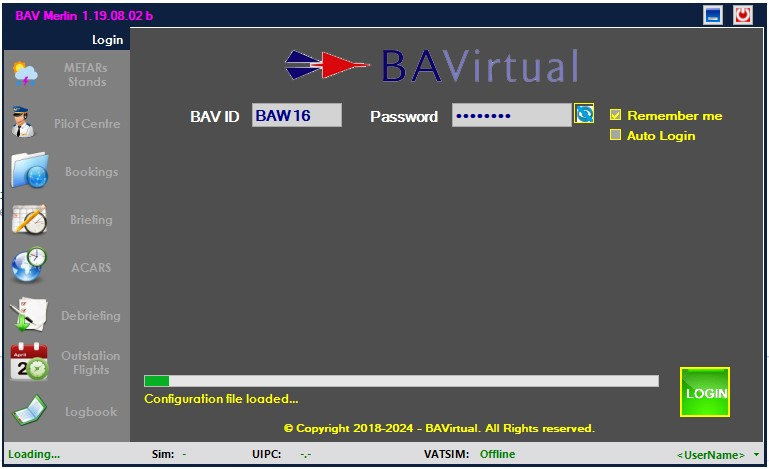 BAV Merlin 1.19.08.02 b
Login
BAVirtual
METARs
Stands
BAV ID BAW16 Password •••••••• Remember me
Auto Login
Pilot Centre
Bookings
Briefing
ACARS
Debriefing
April
2
Outstation
Flights
Logbook
Configuration file loaded...
LOGIN
© Copyright 2018-2024 - BAVirtual. All Rights reserved.
Loading... Sim: - UIPC: -.- VATSIM: Offline <UserName>